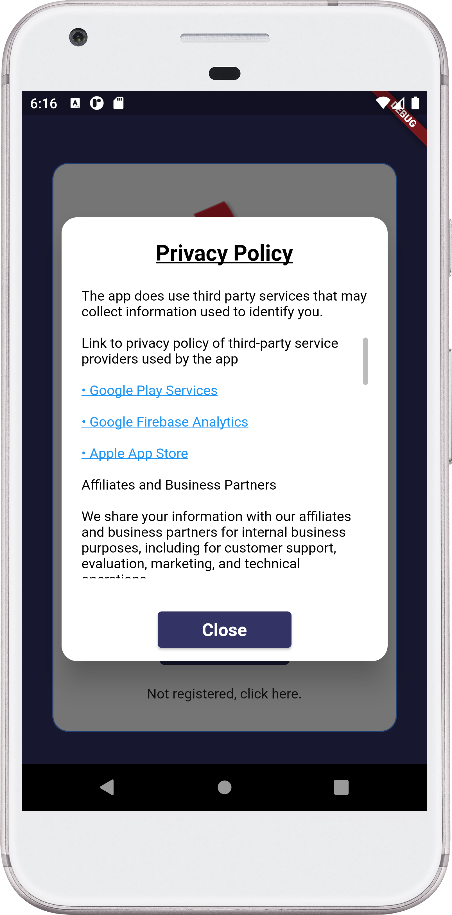 6:16
DEBUG
Privacy Policy
The app does use third party services that may
collect information used to identify you.
Link to privacy policy of third-party service
providers used by the app
• Google Play Services
• Google Firebase Analytics
• Apple App Store
Affiliates and Business Partners
We share your information with our affiliates
and business partners for internal business
purposes, including for customer support,
evaluation, marketing, and technical
operations
Close
Not registered, click here.